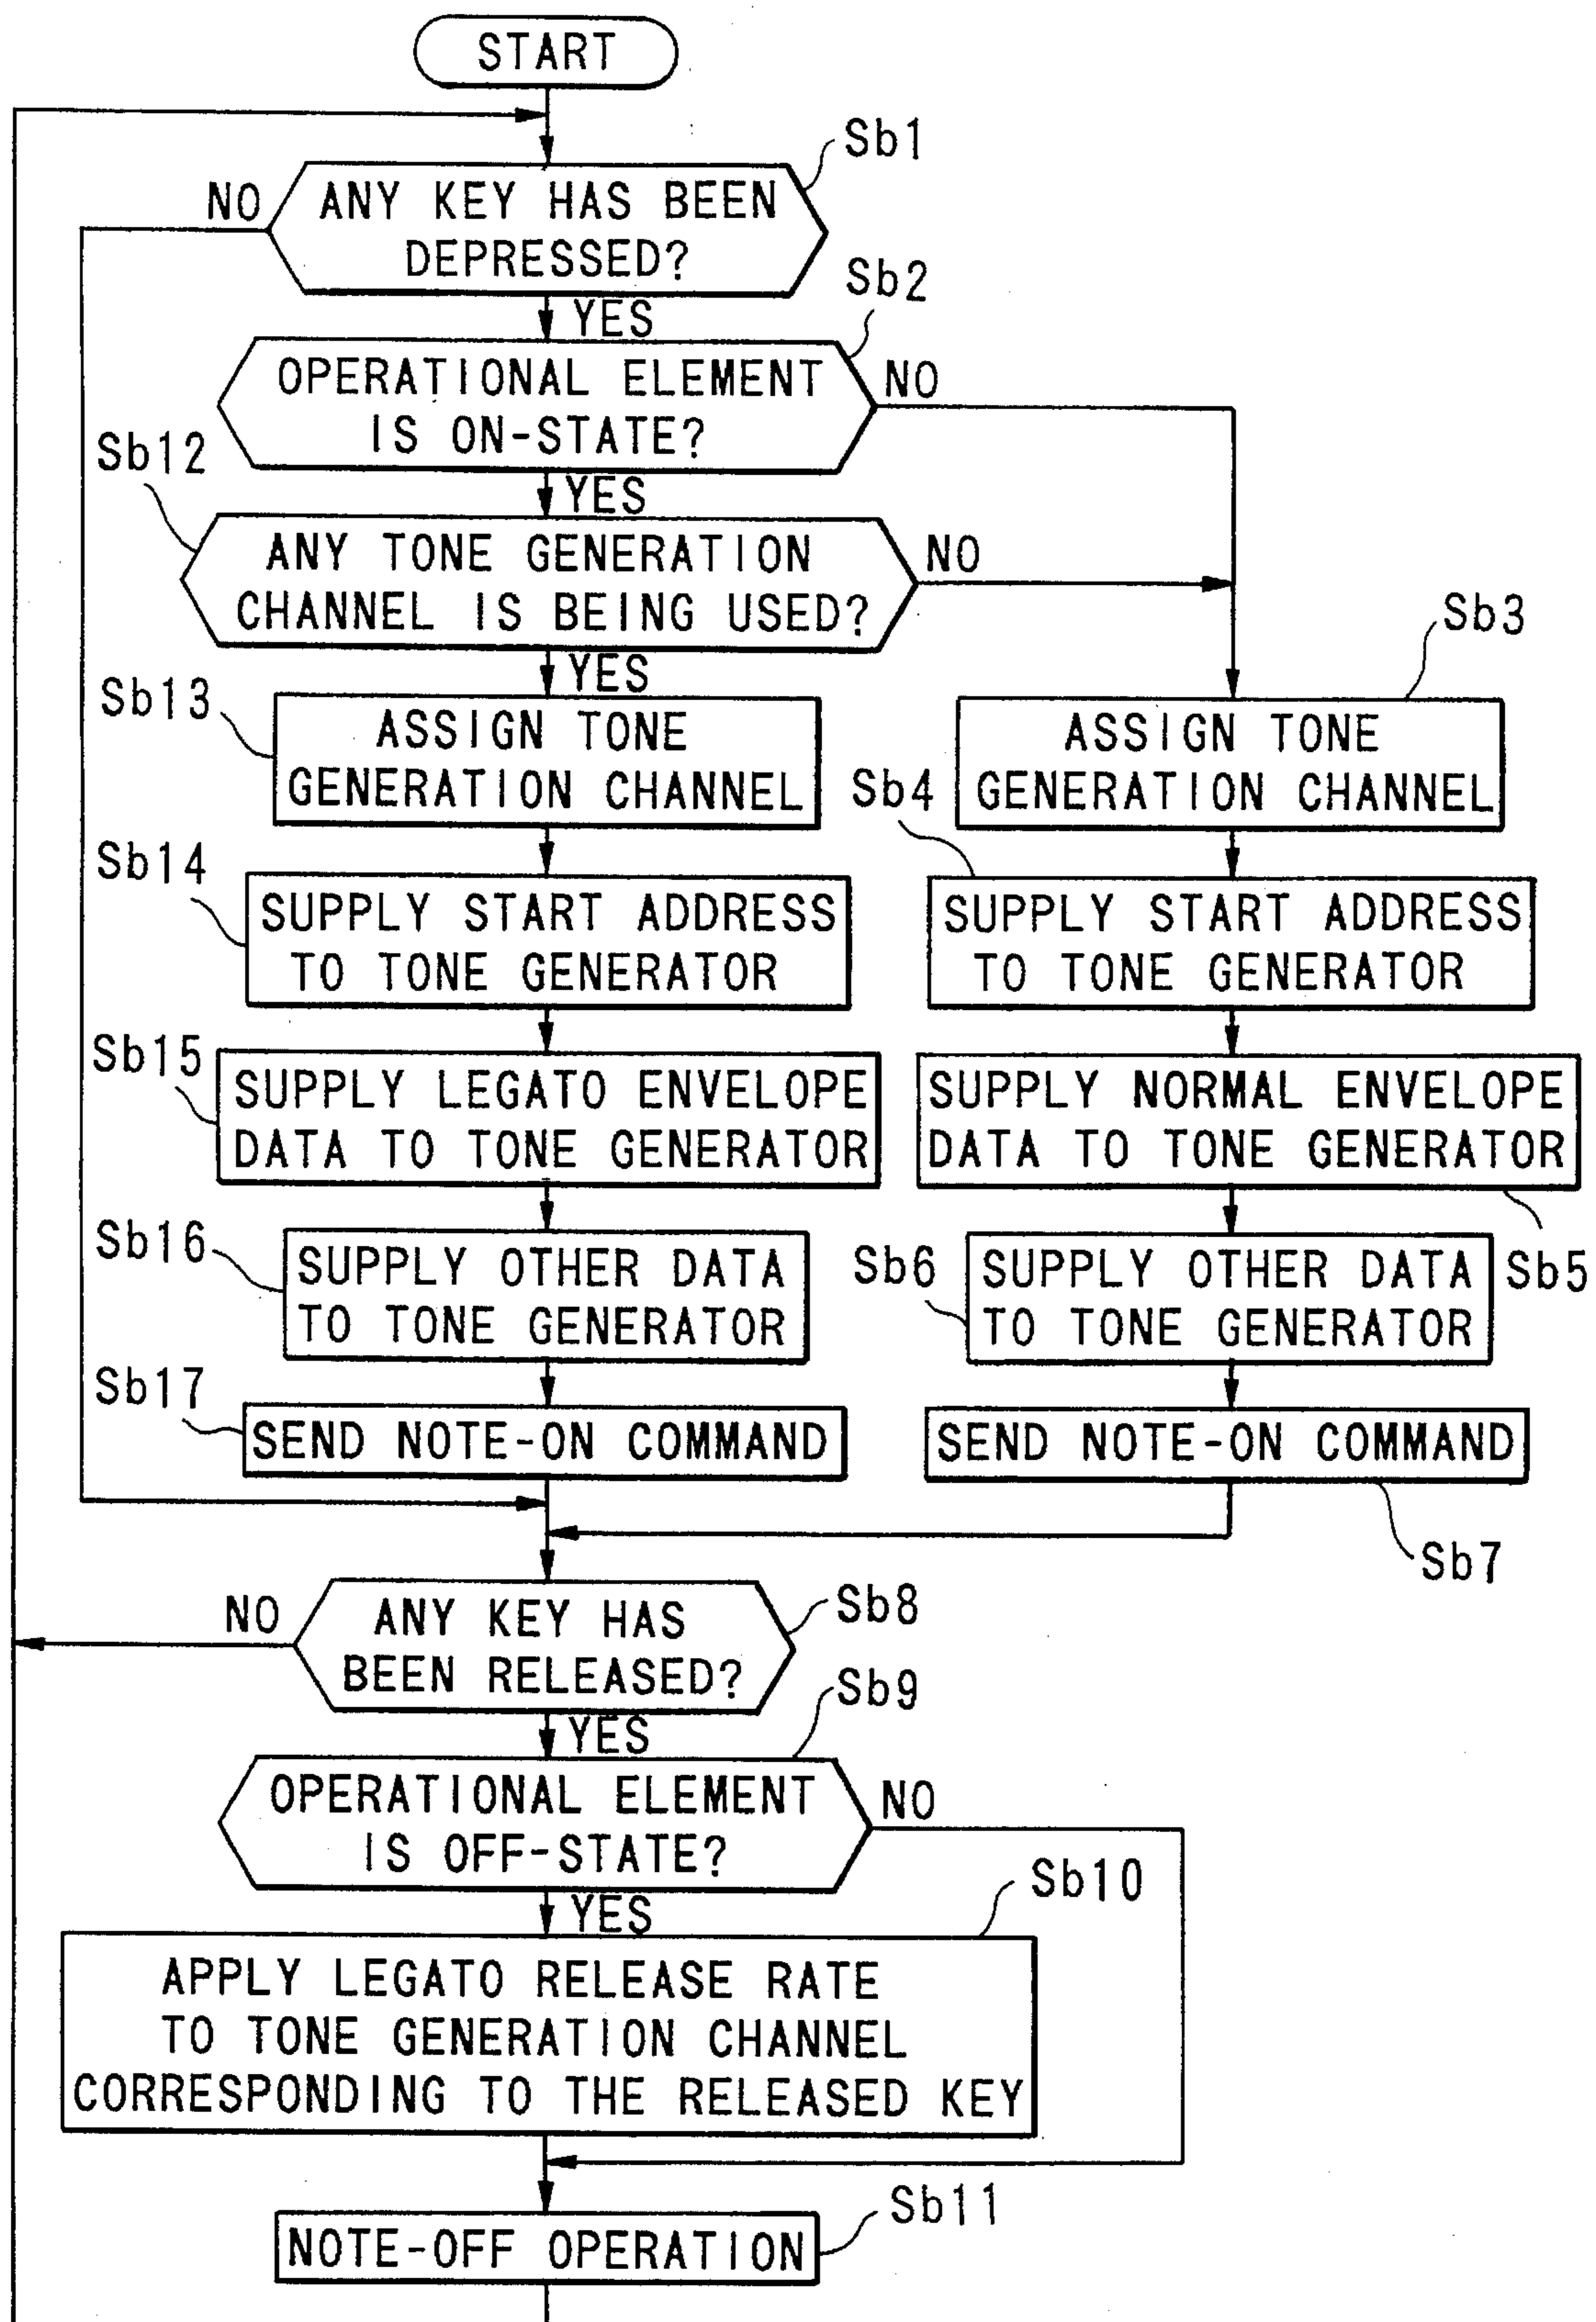 START
Sb1
NO
ANY KEY HAS BEEN
DEPRESSED?
YES
Sb2
OPERATIONAL ELEMENT
IS ON-STATE?
NO
YES
Sb12
ANY TONE GENERATION
CHANNEL IS BEING USED?
NO
YES
Sb13
ASSIGN TONE
GENERATION CHANNEL
Sb3
ASSIGN TONE
GENERATION CHANNEL
Sb14
SUPPLY START ADDRESS
TO TONE GENERATOR
Sb4
SUPPLY START ADDRESS
TO TONE GENERATOR
Sb15
SUPPLY LEGATO ENVELOPE
DATA TO TONE GENERATOR
SUPPLY NORMAL ENVELOPE
DATA TO TONE GENERATOR
Sb5
Sb16
SUPPLY OTHER DATA
TO TONE GENERATOR
Sb6
SUPPLY OTHER DATA
TO TONE GENERATOR
Sb17
SEND NOTE-ON COMMAND
SEND NOTE-ON COMMAND
Sb7
NO
ANY KEY HAS
BEEN RELEASED?
Sb8
YES
Sb9
OPERATIONAL ELEMENT
IS OFF-STATE?
NO
YES
Sb10
APPLY LEGATO RELEASE RATE
TO TONE GENERATION CHANNEL
CORRESPONDING TO THE RELEASED KEY
Sb11
NOTE-OFF OPERATION